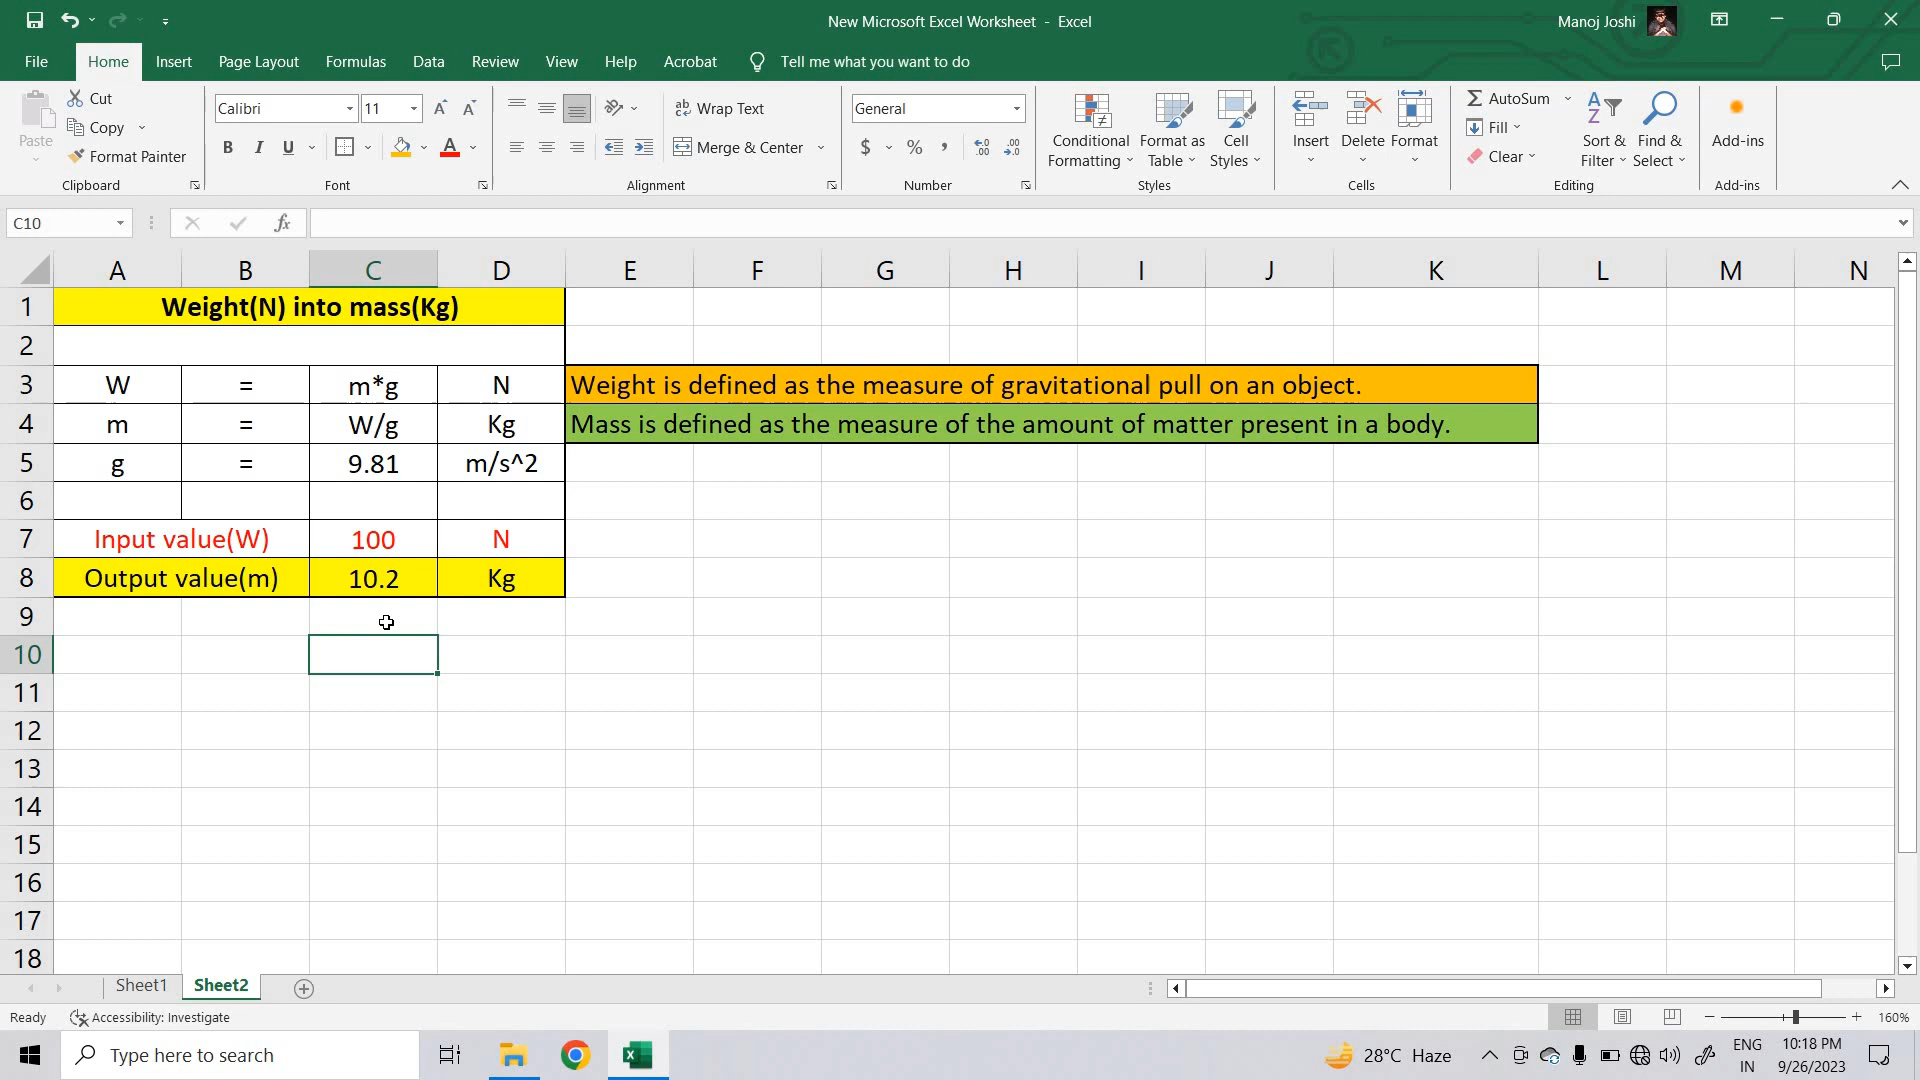 New Microsoft Excel Worksheet - Excel
Manoj Joshi
File Home Insert Page Layout Formulas Data Review View Help Acrobat Tell me what you want to do
Paste
Cut
Copy
Format Painter
Clipboard
Calibri 11
B I U A
Font
ab Wrap Text
Merge & Center
Alignment
General
$ % ,
Number
Conditional Formatting
Format as Table
Cell Styles
Styles
Insert Delete Format
Cells
AutoSum
Fill
Clear
Sort & Filter
Find & Select
Editing
Add-ins
Add-ins
C10 fx
A B C D E F G H I J K L M N
1 Weight(N) into mass(Kg)
2
3 W = m*g N Weight is defined as the measure of gravitational pull on an object.
4 m = W/g Kg Mass is defined as the measure of the amount of matter present in a body.
5 g = 9.81 m/s^2
6
7 Input value(W) 100 N
8 Output value(m) 10.2 Kg
9
10
11
12
13
14
15
16
17
18
Sheet1 Sheet2
Ready Accessibility: Investigate 160%
Type here to search
28°C Haze
ENG
IN
10:18 PM
9/26/2023